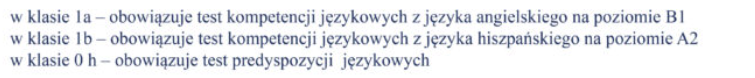 w klasie 1a – obowiązuje test kompetencji językowych z języka angielskiego na poziomie B1
w klasie 1b – obowiązuje test kompetencji językowych z języka hiszpańskiego na poziomie A2
w klasie 0 h – obowiązuje test predyspozycji językowych